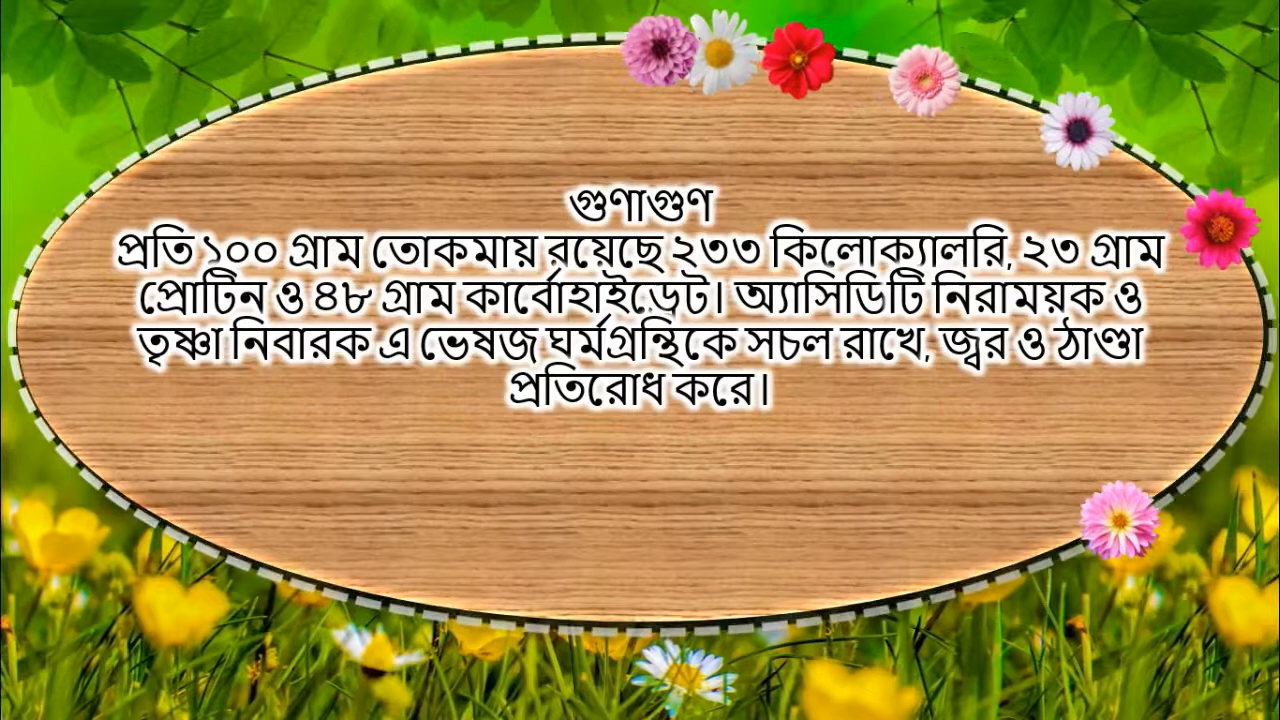 গুণাগুণ
প্রতি ১০০ গ্রাম তোকমায় রয়েছে ২৩৩ কিলোক্যালরি, ২৩ গ্রাম
প্রোটিন ও ৪৮ গ্রাম কার্বোহাইড্রেট। অ্যাসিডিটি নিরাময়ক ও
তৃষ্ণা নিবারক এ ভেষজ ঘর্মগ্রন্থিকে সচল রাখে, জ্বর ও ঠাণ্ডা
প্রতিরোধ করে।